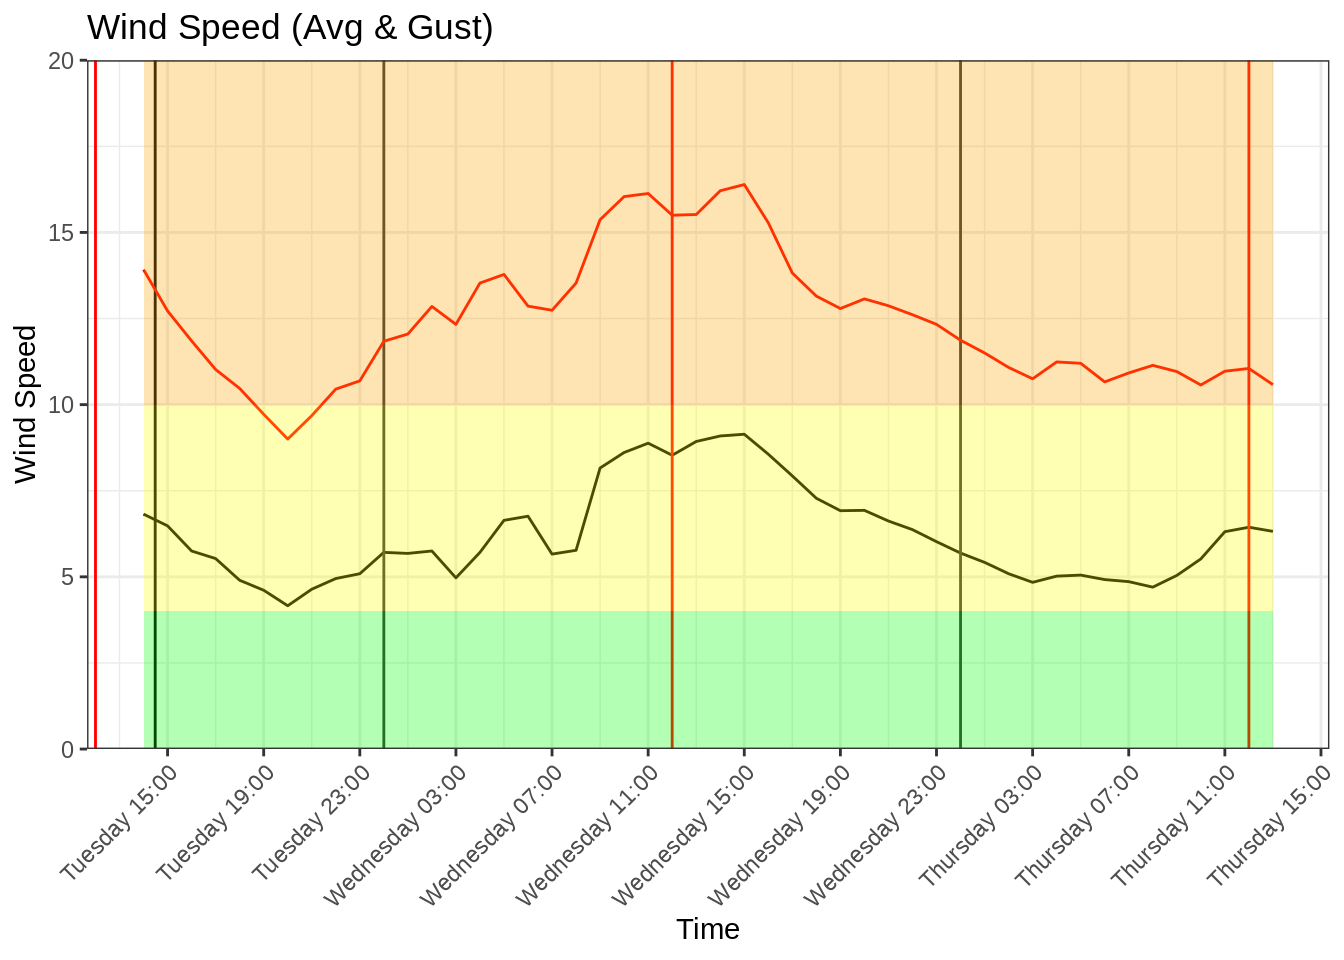 Wind Speed (Avg & Gust)
20
15
10
5
0
Wind Speed
Tuesday 15:00
Tuesday 19:00
Tuesday 23:00
Wednesday 03:00
Wednesday 07:00
Wednesday 11:00
Wednesday 15:00
Wednesday 19:00
Wednesday 23:00
Thursday 03:00
Thursday 07:00
Thursday 11:00
Thursday 15:00
Time